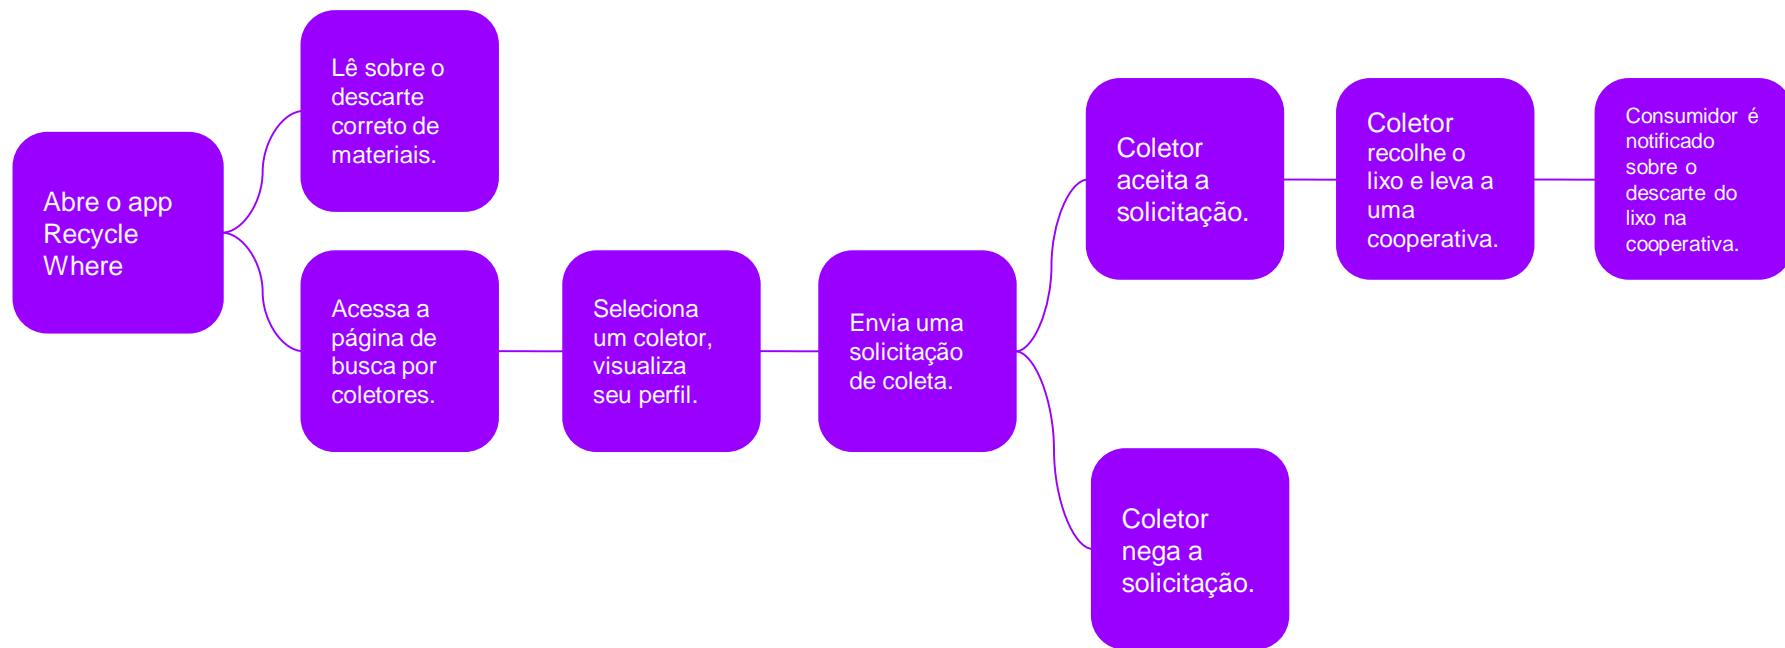 Abre o app
Recycle
Where
Lê sobre o
descarte
correto de
materiais.
Acessa a
página de
busca por
coletores.
Seleciona
um coletor,
visualiza
seu perfil.
Envia uma
solicitação
de coleta.
Coletor
aceita a
solicitação.
Coletor
recolhe o
lixo e leva a
uma
cooperativa.
Consumidor é
notificado
sobre o
descarte do
lixo na
cooperativa.
Coletor
nega a
solicitação.